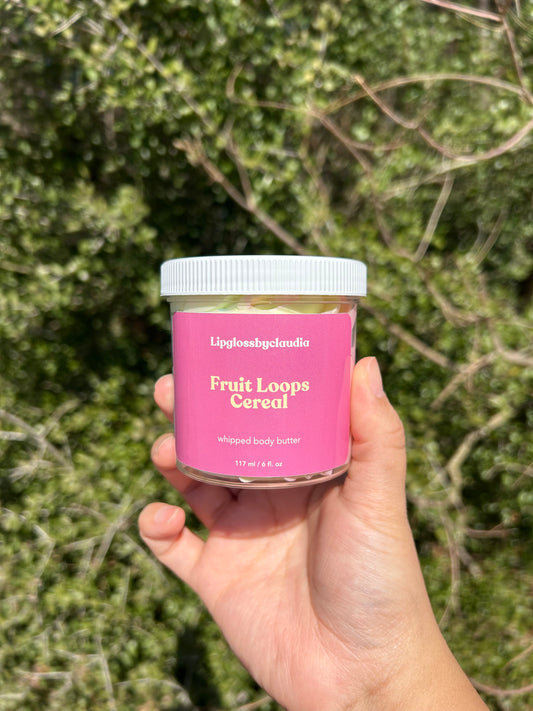 Lipglossbyclaudia
Fruit Loops
Cereal
whipped body butter
117 ml / 6 fl. oz